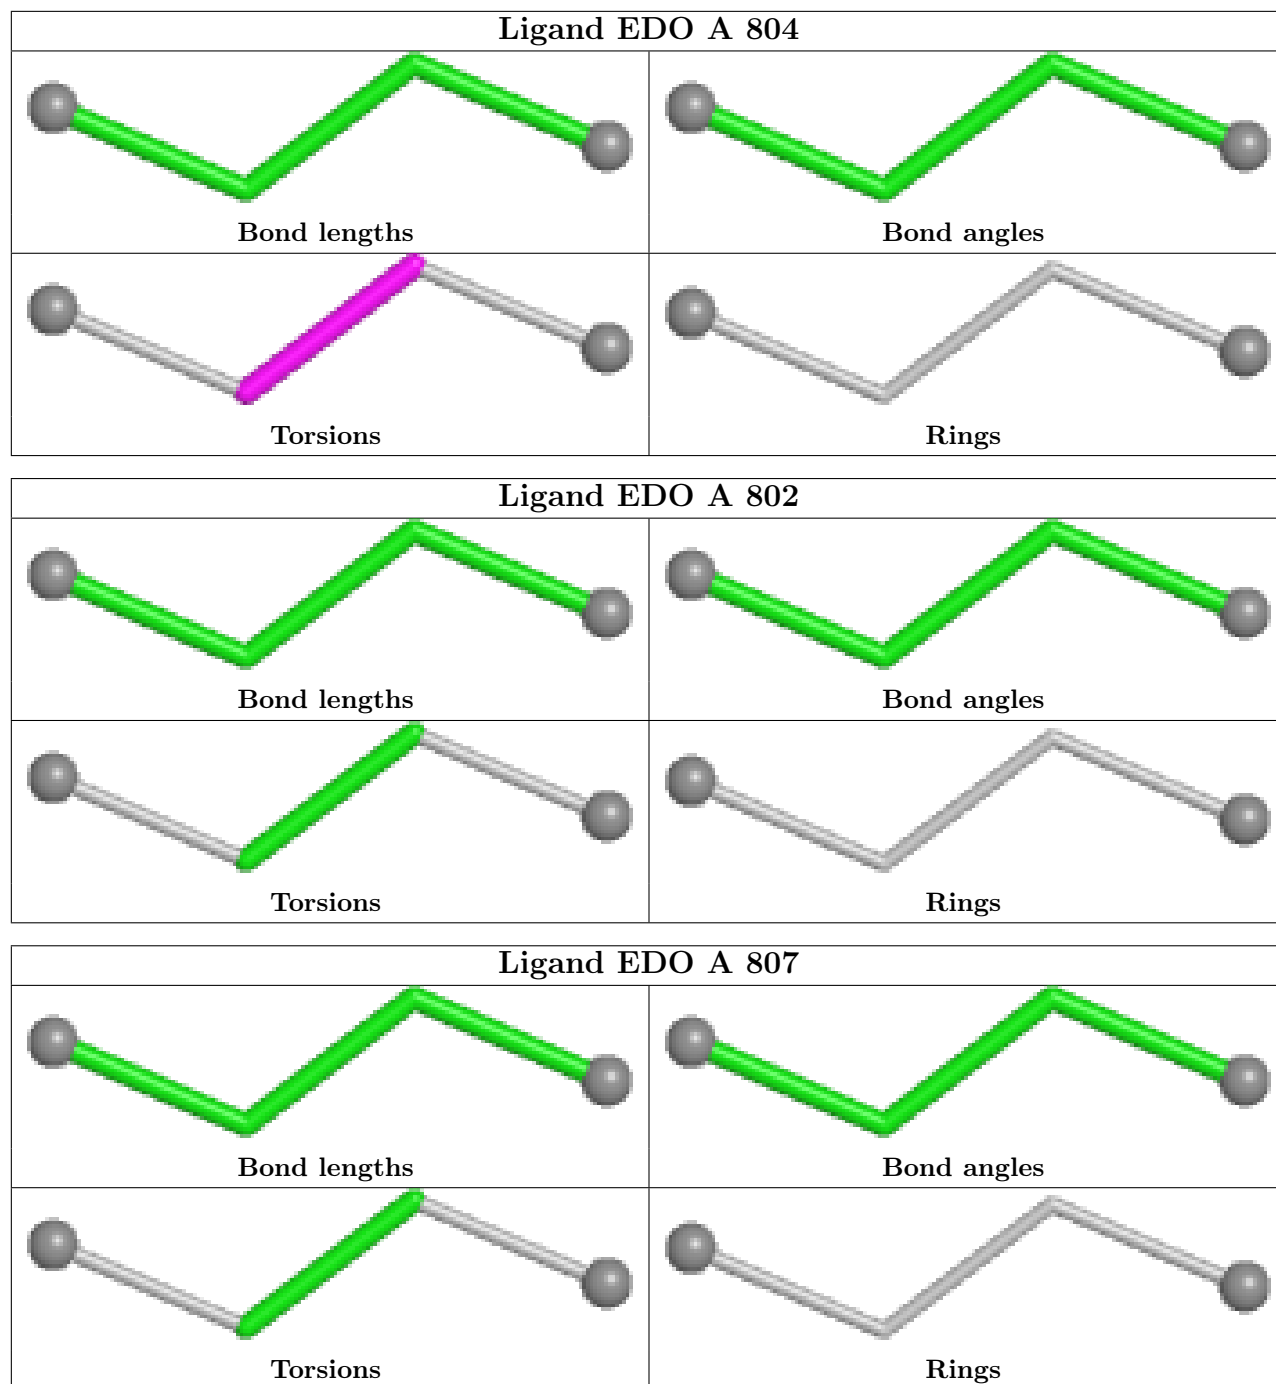 Ligand EDO A 804
Bond lengths
Bond angles
Torsions
Rings
Ligand EDO A 802
Bond lengths
Bond angles
Torsions
Rings
Ligand EDO A 807
Bond lengths
Bond angles
Torsions
Rings